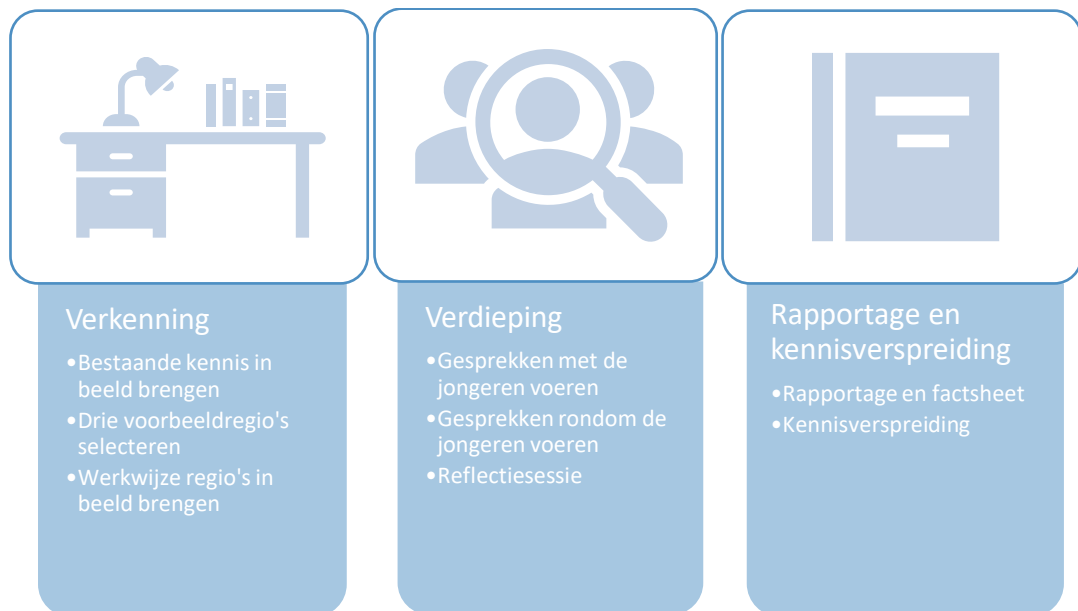 Verkenning
•Bestaande kennis in
beeld brengen
•Drie voorbeeldregio's
selecteren
•Werkwijze regio's in
beeld brengen
Verdieping
•Gesprekken met de
jongeren voeren
•Gesprekken rondom de
jongeren voeren
•Reflectiesessie
Rapportage en
kennisverspreiding
•Rapportage en factsheet
•Kennisverspreiding